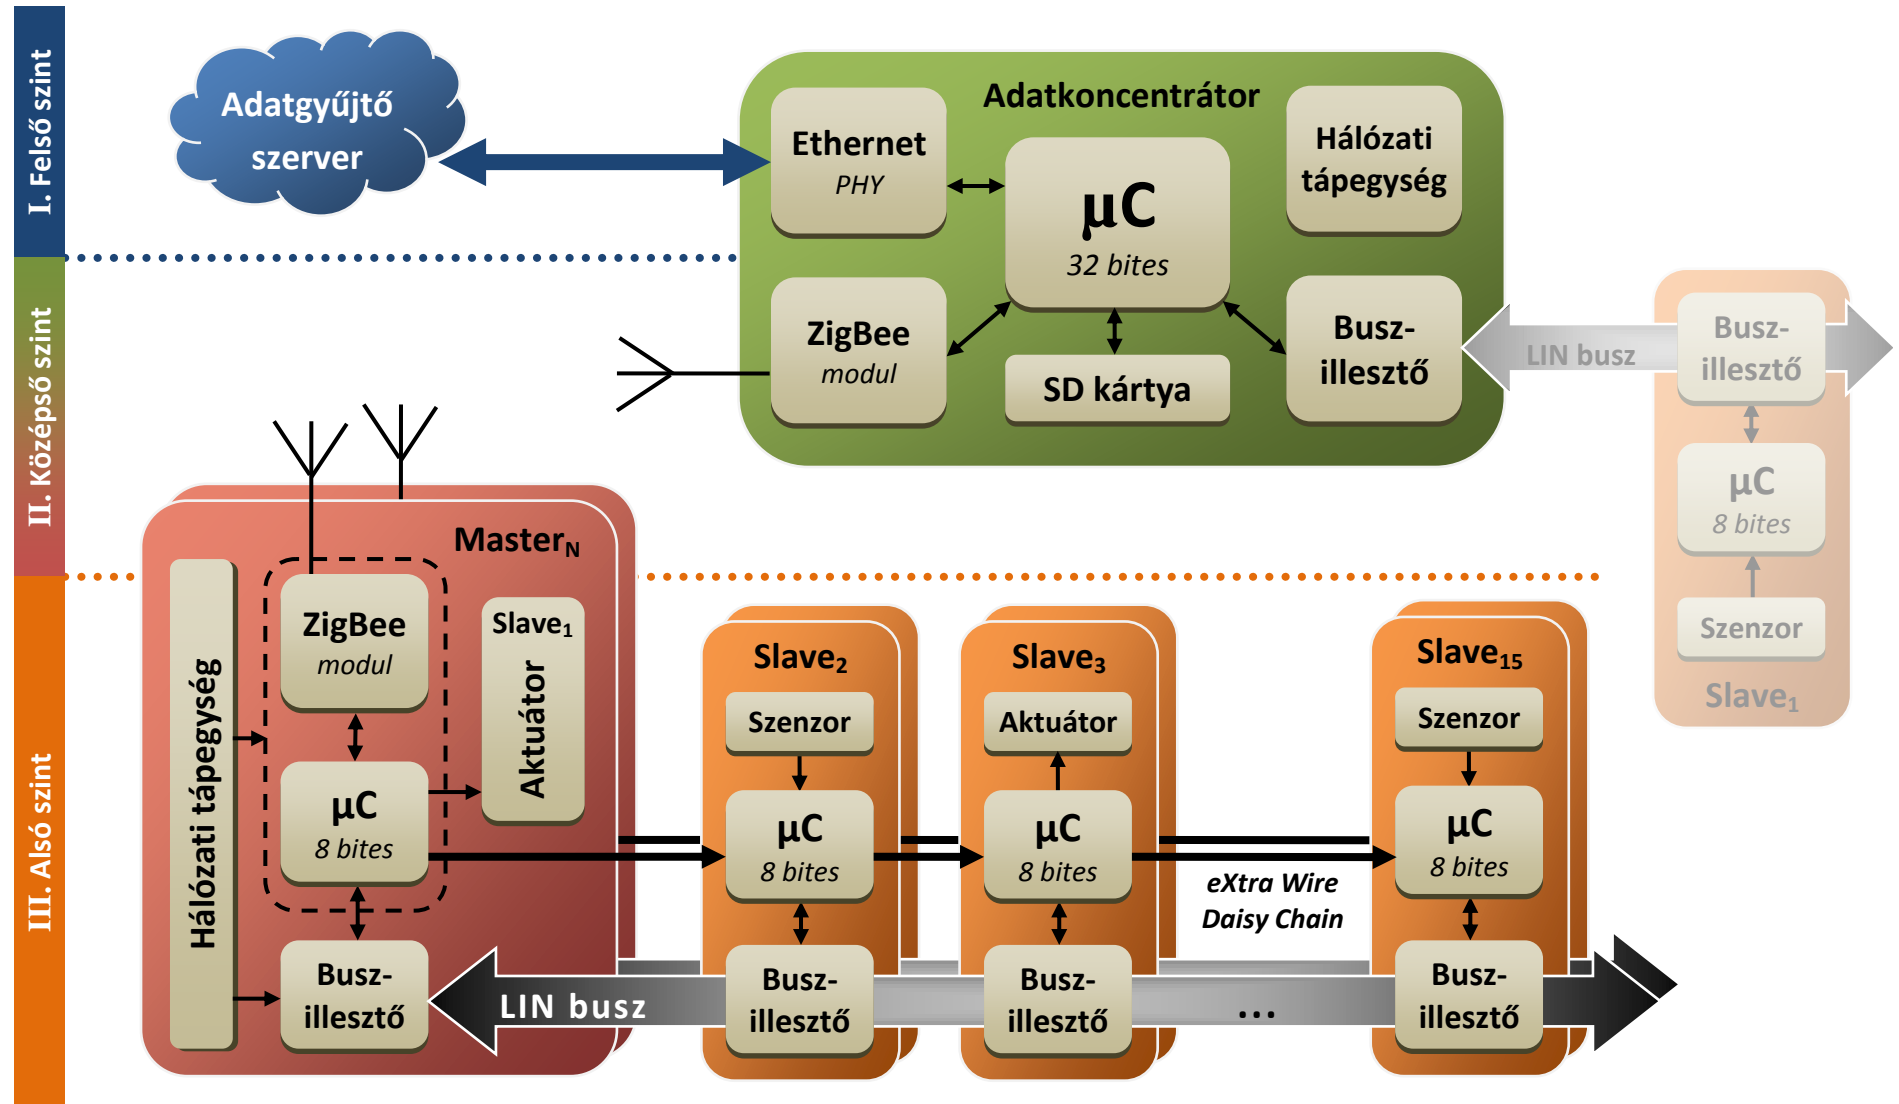 I. Felső szint
II. Középső szint
III. Alsó szint
Adatgyűjtő
szerver
Adatkoncentrátor
Ethernet
PHY
µC
32 bites
Hálózati
tápegység
ZigBee
modul
SD kártya
Busz-
illesztő
LIN busz
Busz-
illesztő
µC
8 bites
Szenzor
Slave1
MasterN
Hálózati tápegység
ZigBee
modul
µC
8 bites
Busz-
illesztő
Slave1
Aktuátor
LIN busz
Slave2
Szenzor
µC
8 bites
Busz-
illesztő
Slave3
Aktuátor
µC
8 bites
Busz-
illesztő
eXtra Wire
Daisy Chain
...
Slave15
Szenzor
µC
8 bites
Busz-
illesztő